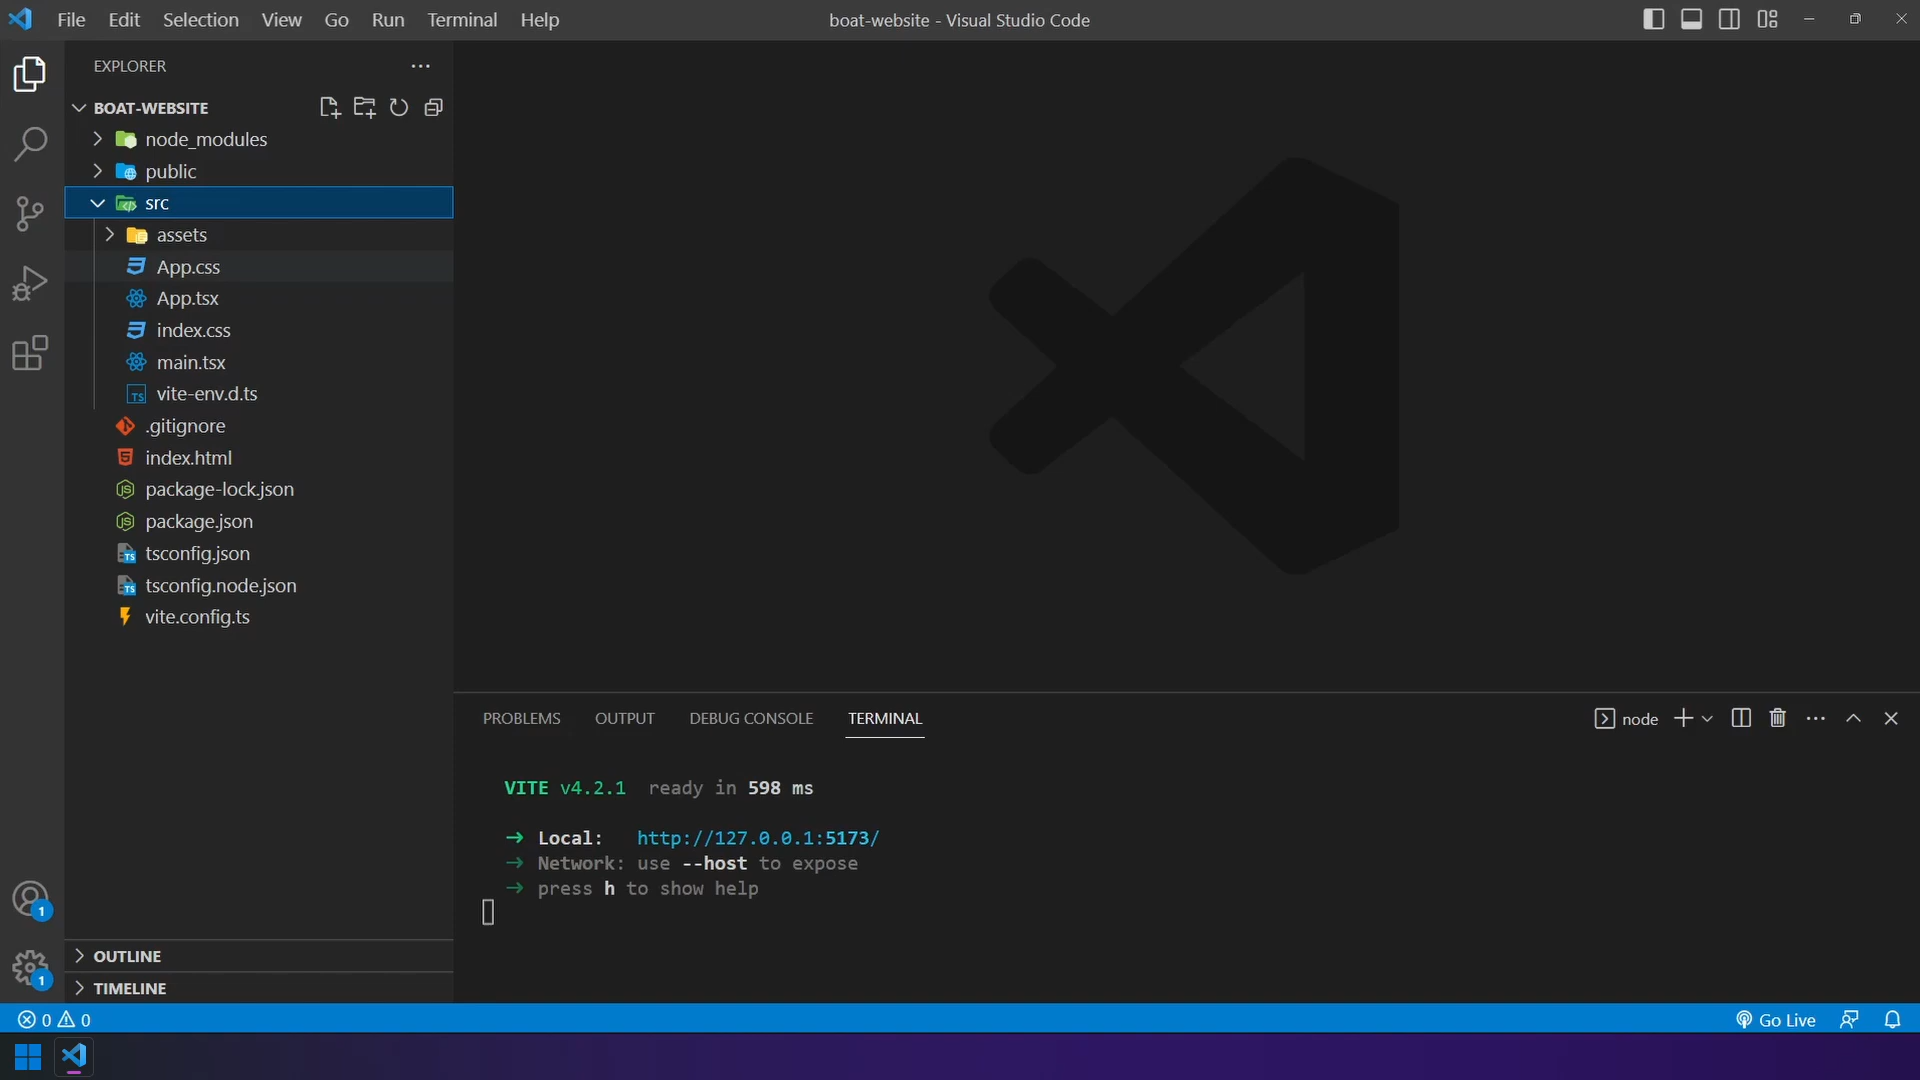 File Edit Selection View Go Run Terminal Help
boat-website - Visual Studio Code
EXPLORER
BOAT-WEBSITE
node_modules
public
src
assets
App.css
App.tsx
index.css
main.tsx
TS vite-env.d.ts
.gitignore
index.html
package-lock.json
package.json
tsconfig.json
tsconfig.node.json
vite.config.ts
OUTLINE
TIMELINE
PROBLEMS OUTPUT DEBUG CONSOLE TERMINAL
node
VITE v4.2.1 ready in 598 ms
➜ Local: http://127.0.0.1:5173/
➜ Network: use --host to expose
➜ press h to show help
1
1
0 0
Go Live